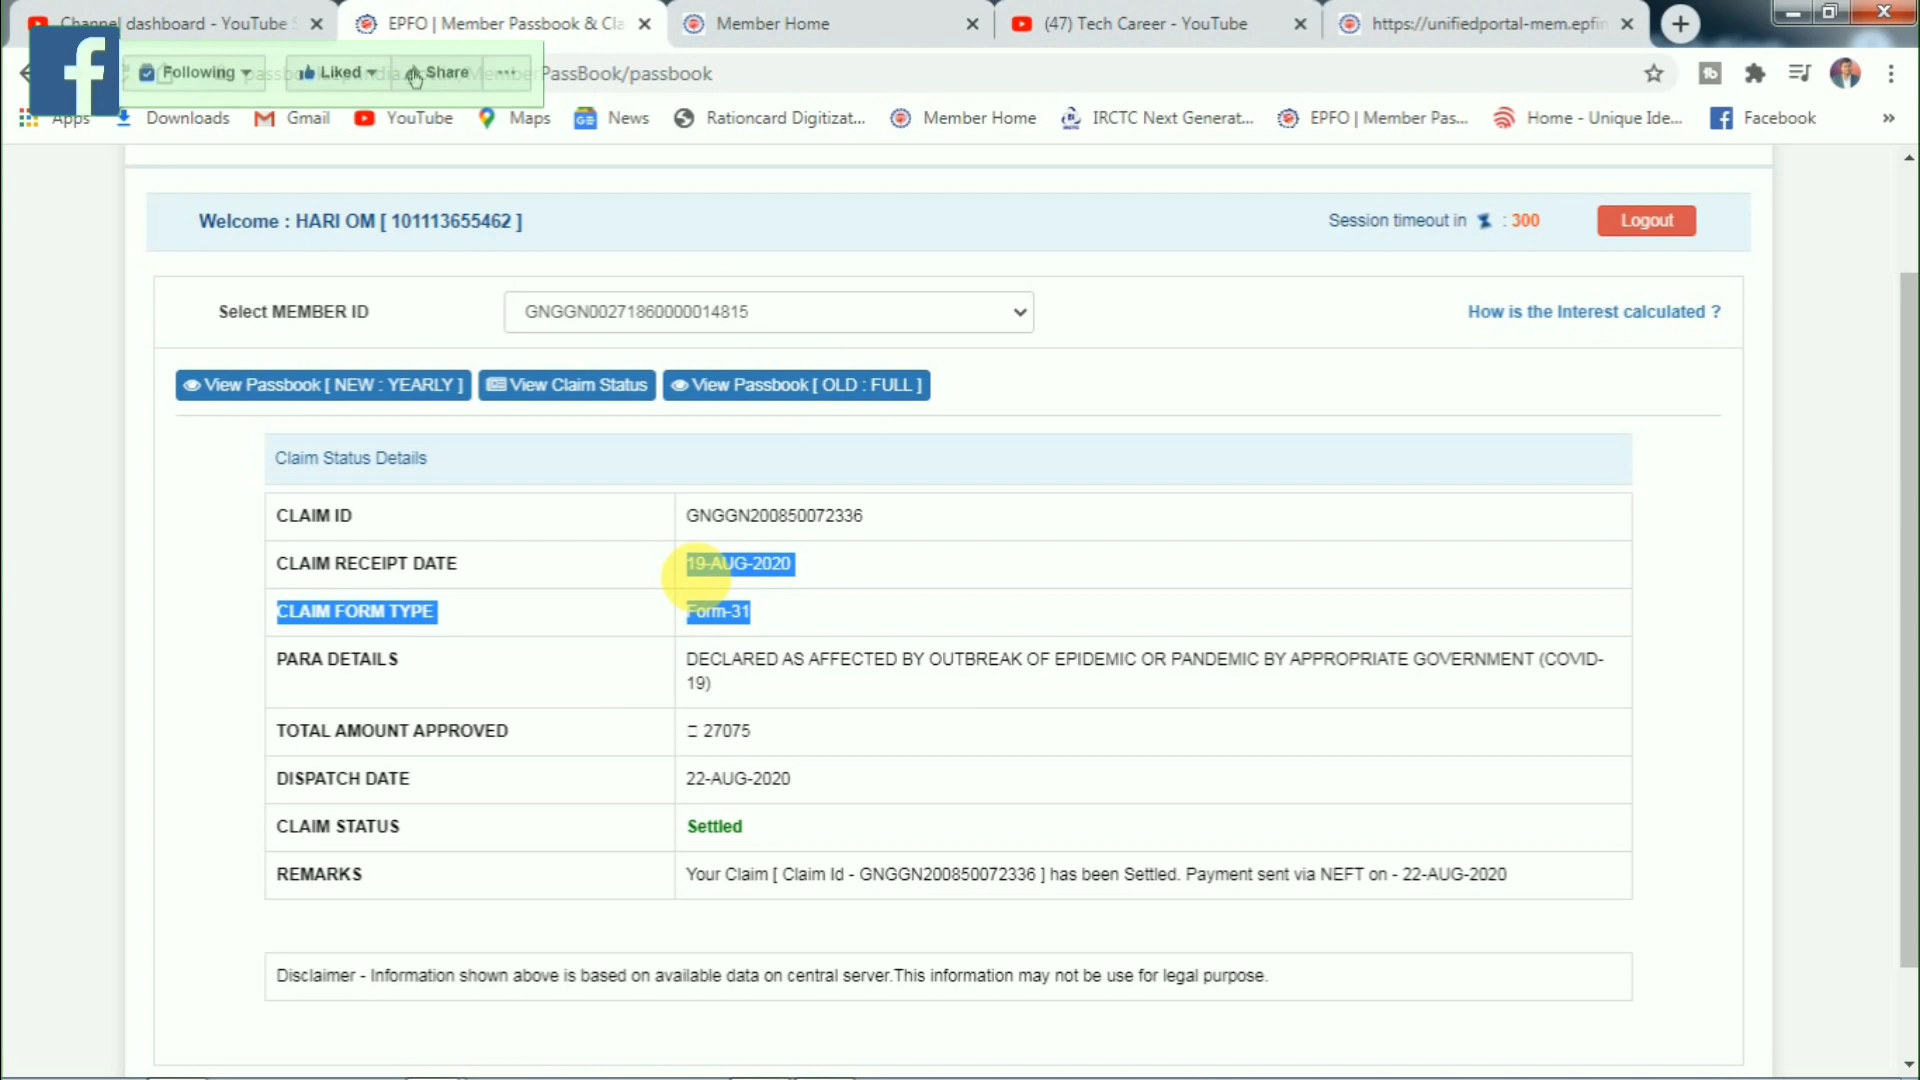 Channel dashboard - YouTube S
EPFO | Member Passbook & Cla
Member Home
(47) Tech Career - YouTube
https://unifiedportal-mem.epfin
Following
Liked
Share
PassBook/passbook
Apps
Downloads
Gmail
YouTube
Maps
News
Rationcard Digitizat...
Member Home
IRCTC Next Generat...
EPFO | Member Pas...
Home - Unique Ide...
Facebook
»
Welcome : HARI OM [ 101113655462 ]
Session timeout in : 300
Logout
Select MEMBER ID
GNGGN00271860000014815
How is the Interest calculated ?
View Passbook [ NEW : YEARLY ]
View Claim Status
View Passbook [ OLD : FULL ]
Claim Status Details
CLAIM ID GNGGN200850072336
CLAIM RECEIPT DATE 19-AUG-2020
CLAIM FORM TYPE Form-31
PARA DETAILS DECLARED AS AFFECTED BY OUTBREAK OF EPIDEMIC OR PANDEMIC BY APPROPRIATE GOVERNMENT (COVID-
19)
TOTAL AMOUNT APPROVED 27075
DISPATCH DATE 22-AUG-2020
CLAIM STATUS Settled
REMARKS Your Claim [ Claim Id - GNGGN200850072336 ] has been Settled. Payment sent via NEFT on - 22-AUG-2020
Disclaimer - Information shown above is based on available data on central server.This information may not be use for legal purpose.